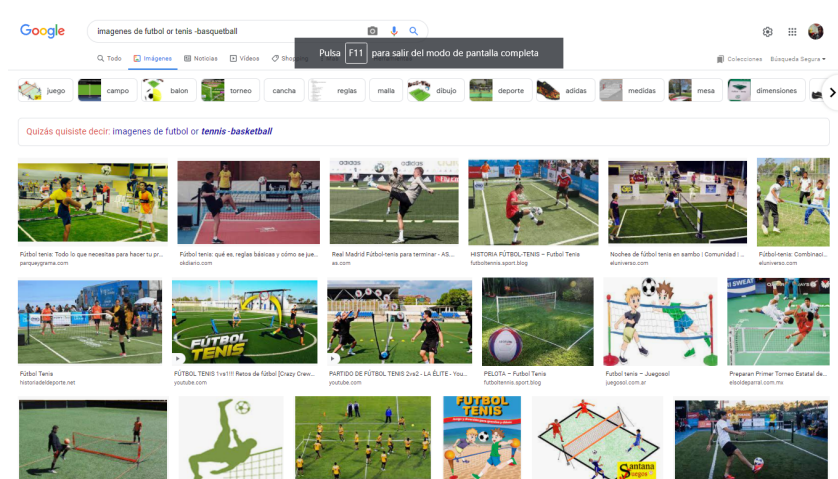 Google
imagenes de futbol or tenis -basquetball
Pulsa F11 para salir del modo de pantalla completa
Todo Imágenes Noticias Videos Shopping
Colecciones Búsqueda Segura
juego campo balon torneo cancha reglas malla dibujo deporte adidas medidas mesa dimensiones
Quizás quisiste decir: imagenes de futbol or tennis -basketball
adidas adidas
Fútbol tenis: Todo lo que necesitas para hacer tu pr...
parqueygrama.com
Fútbol tenis: qué es, reglas básicas y cómo se jue...
okdiario.com
Real Madrid Fútbol-tenis para terminar - AS...
as.com
HISTORIA FÚTBOL-TENIS – Futbol Tenis
futboltennis.sport.blog
Noches de fútbol tenis en sambo | Comunidad | ...
eluniverso.com
Fútbol-tenis: Combinaci...
eluniverso.com
FÚTBOL
TENIS
Fútbol Tenis
historiadeldeporte.net
FÚTBOL TENIS 1vs1!!! Retos de fútbol [Crazy Crew...
youtube.com
PARTIDO DE FÚTBOL TENIS 2vs2 - LA ÉLITE - You...
youtube.com
PELOTA – Futbol Tenis
futboltennis.sport.blog
Futbol tenis – Juegosol
juegosol.com.ar
Preparan Primer Torneo Estatal de...
elsoldeparral.com.mx
FUTBOL
TENIS
Santana
Juegos